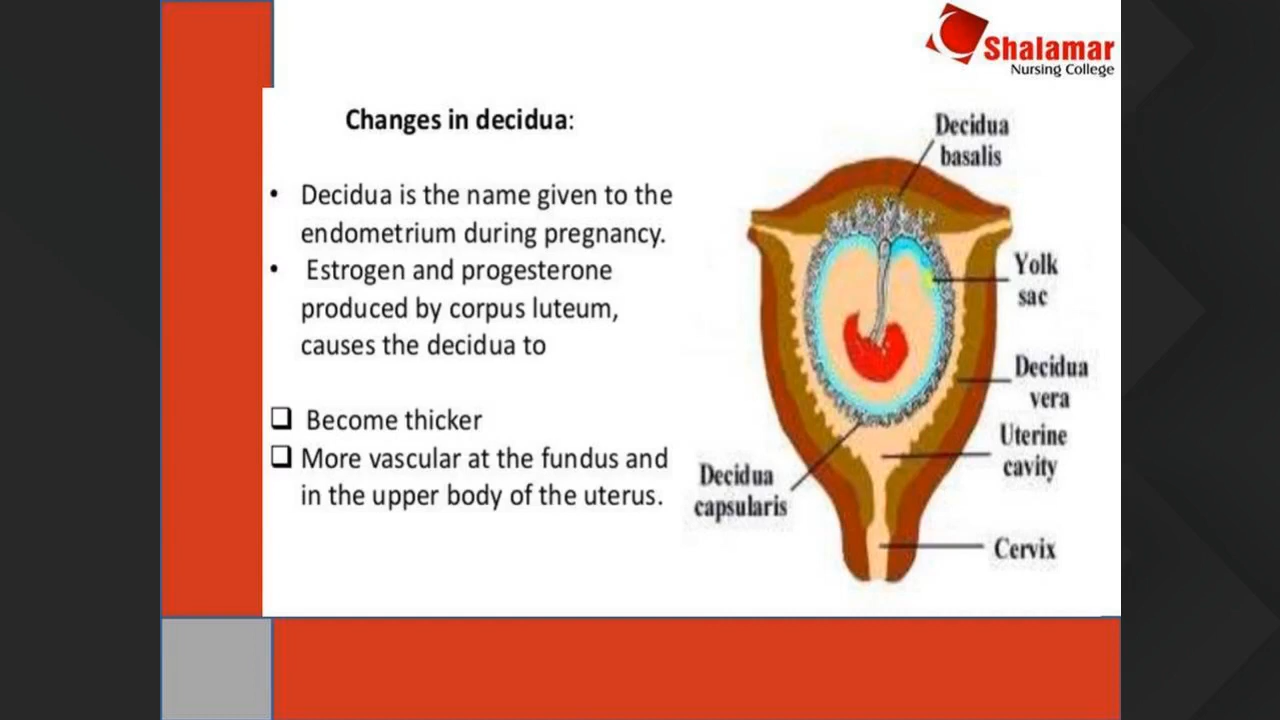 Shalamar
Nursing College
Changes in decidua:
• Decidua is the name given to the
endometrium during pregnancy.
• Estrogen and progesterone
produced by corpus luteum,
causes the decidua to
❑ Become thicker
❑ More vascular at the fundus and
in the upper body of the uterus.
Decidua
basalis
Yolk
sac
Decidua
vera
Uterine
cavity
Decidua
capsularis
Cervix